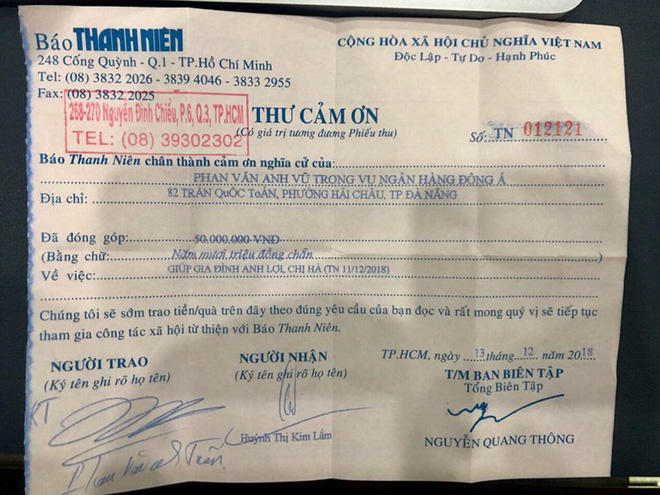 Báo THANH NIÊN
248 Cống Quỳnh - Q.1 - TP.Hồ Chí Minh
Tel: (08) 3832 2026 - 3839 4046 - 3833 2955
Fax: (08) 3832 2025
CỘNG HÒA XÃ HỘI CHỦ NGHĨA VIỆT NAM
Độc Lập - Tự Do - Hạnh Phúc
268-270 Nguyễn Đình Chiểu, P.6, Q.3, TP.HCM
TEL: (08) 39302302
THƯ CẢM ƠN
(Có giá trị tương đương Phiếu thu)
Số: TN 012121
Báo Thanh Niên chân thành cảm ơn nghĩa cử của:
PHAN VĂN ANH VŨ TRONG VỤ NGÂN HÀNG ĐÔNG Á
Địa chỉ: 82 TRẦN QUỐC TOẢN, PHƯỜNG HẢI CHÂU, TP. ĐÀ NẴNG
Đã đóng góp: 50.000.000 VNĐ
(Bằng chữ: Năm mươi triệu đồng chẵn)
Về việc: GIÚP GIA ĐÌNH ANH LỢI, CHỊ HÀ (TN 11/12/2018)
Chúng tôi sẽ sớm trao tiền/quà trên đây theo đúng yêu cầu của bạn đọc và rất mong quý vị sẽ tiếp tục
tham gia công tác xã hội từ thiện với Báo Thanh Niên.
TP.HCM, ngày 13 tháng 12 năm 2018
NGƯỜI TRAO
(Ký tên ghi rõ họ tên)
NGƯỜI NHẬN
(Ký tên ghi rõ họ tên)
T/M BAN BIÊN TẬP
Tổng Biên Tập
KT
Huỳnh Thị Kim Lắm
NGUYỄN QUANG THÔNG